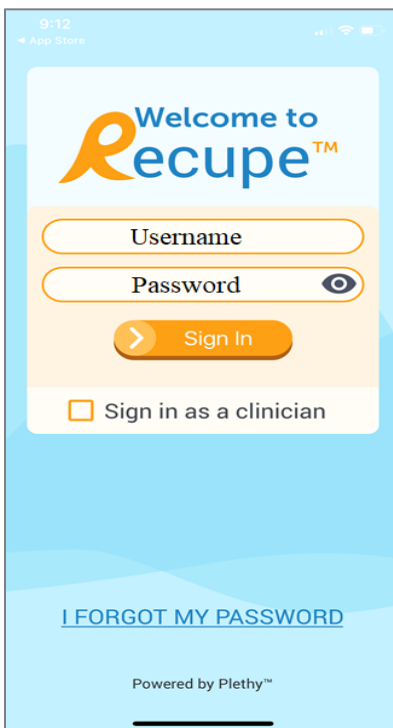 9:12
◀ App Store
Welcome to
Recupe™
Username
Password
Sign In
Sign in as a clinician
I FORGOT MY PASSWORD
Powered by Plethy™